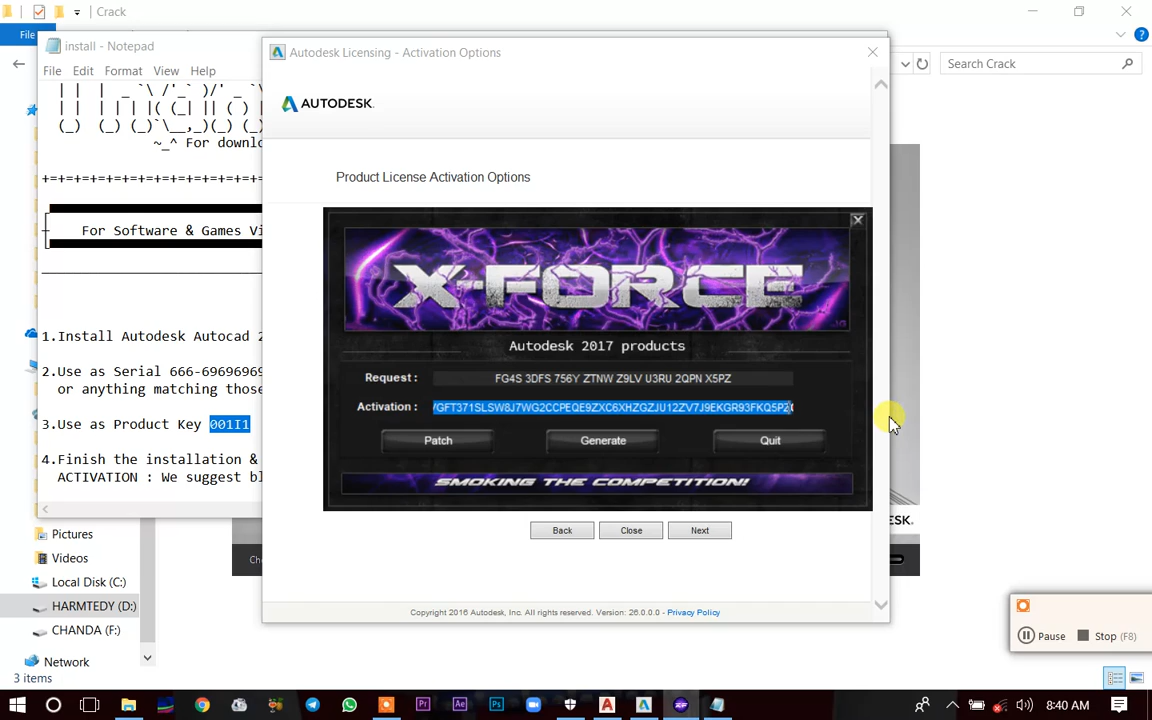 Crack
File
install - Notepad
File Edit Format View Help
~_^ For downlo
For Software & Games Vi
1.Install Autodesk Autocad 2
2.Use as Serial 666-69696969
or anything matching those
3.Use as Product Key 001I1
4.Finish the installation &
ACTIVATION : We suggest bl
Search Crack
Autodesk Licensing - Activation Options
AUTODESK.
Product License Activation Options
X-FORCE
Autodesk 2017 products
Request : FG4S 3DFS 756Y ZTNW Z9LV U3RU 2QPN X5PZ
Activation :
Patch Generate Quit
SMOKING THE COMPETITION!
Back Close Next
Copyright 2016 Autodesk, Inc. All rights reserved. Version: 26.0.0.0 - Privacy Policy
ESK.
Che
Pictures
Videos
Local Disk (C:)
HARMTEDY (D:)
CHANDA (F:)
Network
3 items
Pause Stop (F8)
8:40 AM